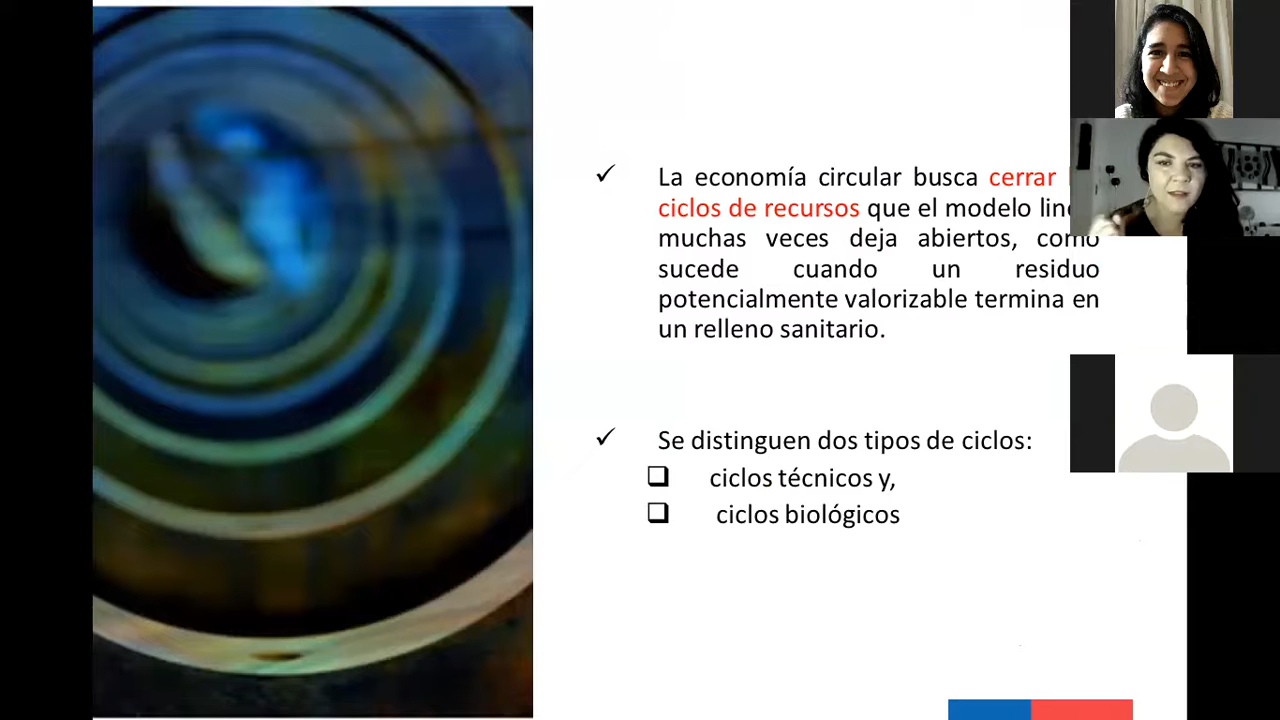 La economía circular busca cerrar
ciclos de recursos que el modelo
muchas veces deja abiertos, como
sucede cuando un residuo
potencialmente valorizable termina en
un relleno sanitario.
Se distinguen dos tipos de ciclos:
ciclos técnicos y,
ciclos biológicos